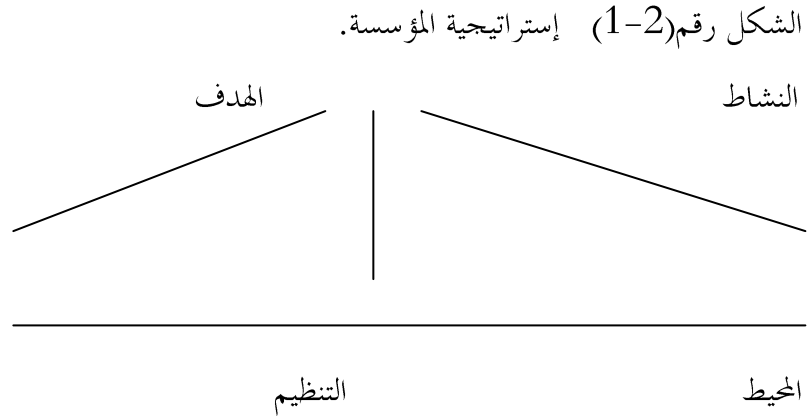 الشكل رقم(2-1) إستراتيجية المؤسسة.
النشاط الهدف
المحيط التنظيم